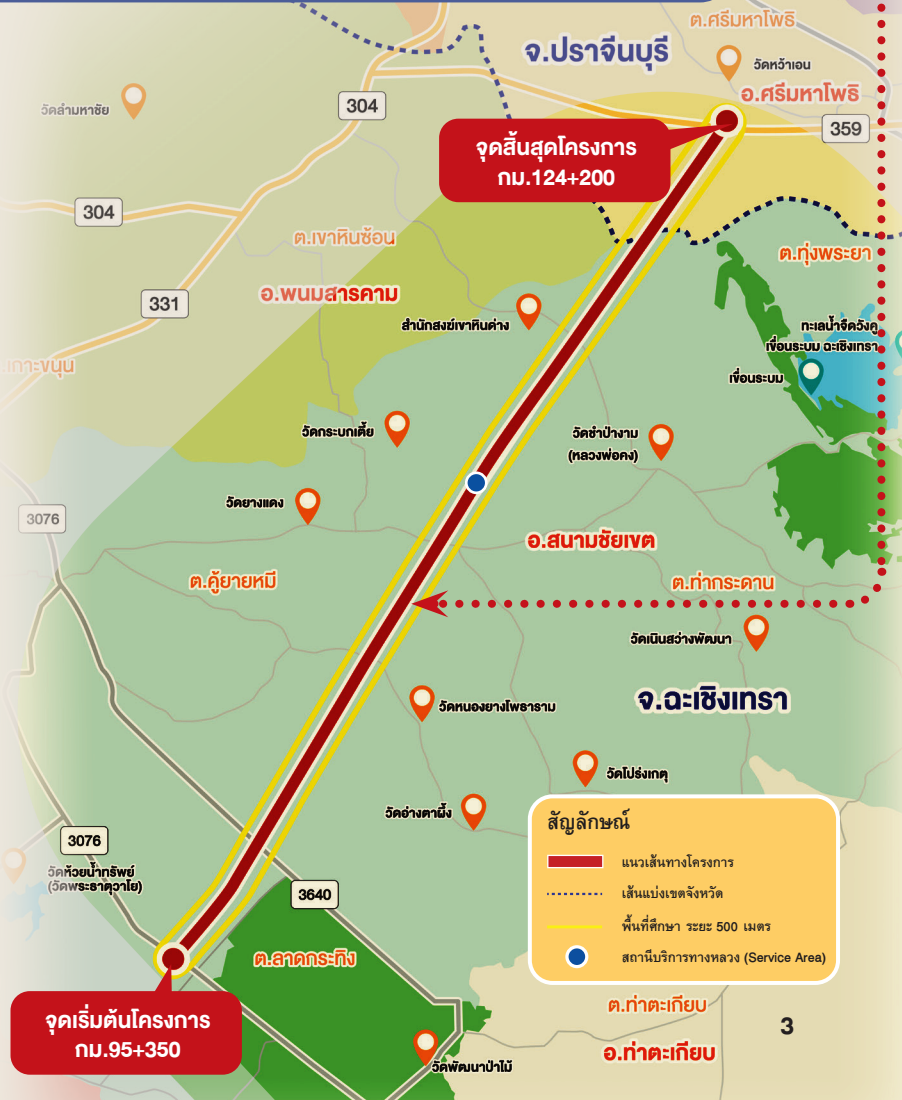 ต.ศรีมหาโพธิ
จ.ปราจีนบุรี
วัดหว้าเอน
อ.ศรีมหาโพธิ
วัดลำมหาชัย
304
359
จุดสิ้นสุดโครงการ
กม.124+200
304
ต.เขาหินซ้อน
ต.ทุ่งพระยา
อ.พนมสารคาม
331
สำนักสงฆ์เขาหินด่าง
ทะเลน้ำจืดวังคู
เขื่อนระบม ฉะเชิงเทรา
.เกาะขนุน
เขื่อนระบม
วัดกระบกเตี้ย
วัดชำป่างาม
(หลวงพ่อคง)
วัดยางแดง
3076
อ.สนามชัยเขต
ต.คู้ยายหมี
ต.ท่ากระดาน
วัดเนินสว่างพัฒนา
จ.ฉะเชิงเทรา
วัดหนองยางโพธาราม
วัดโปร่งเกตุ
วัดอ่างตาผึ้ง
สัญลักษณ์
แนวเส้นทางโครงการ
เส้นแบ่งเขตจังหวัด
พื้นที่ศึกษา ระยะ 500 เมตร
สถานีบริการทางหลวง (Service Area)
3076
วัดห้วยน้ำทรัพย์
(วัดพระธาตุวาโย)
3640
ต.ลาดกระทิง
จุดเริ่มต้นโครงการ
กม.95+350
ต.ท่าตะเกียบ
3
อ.ท่าตะเกียบ
วัดพัฒนาป่าไม้